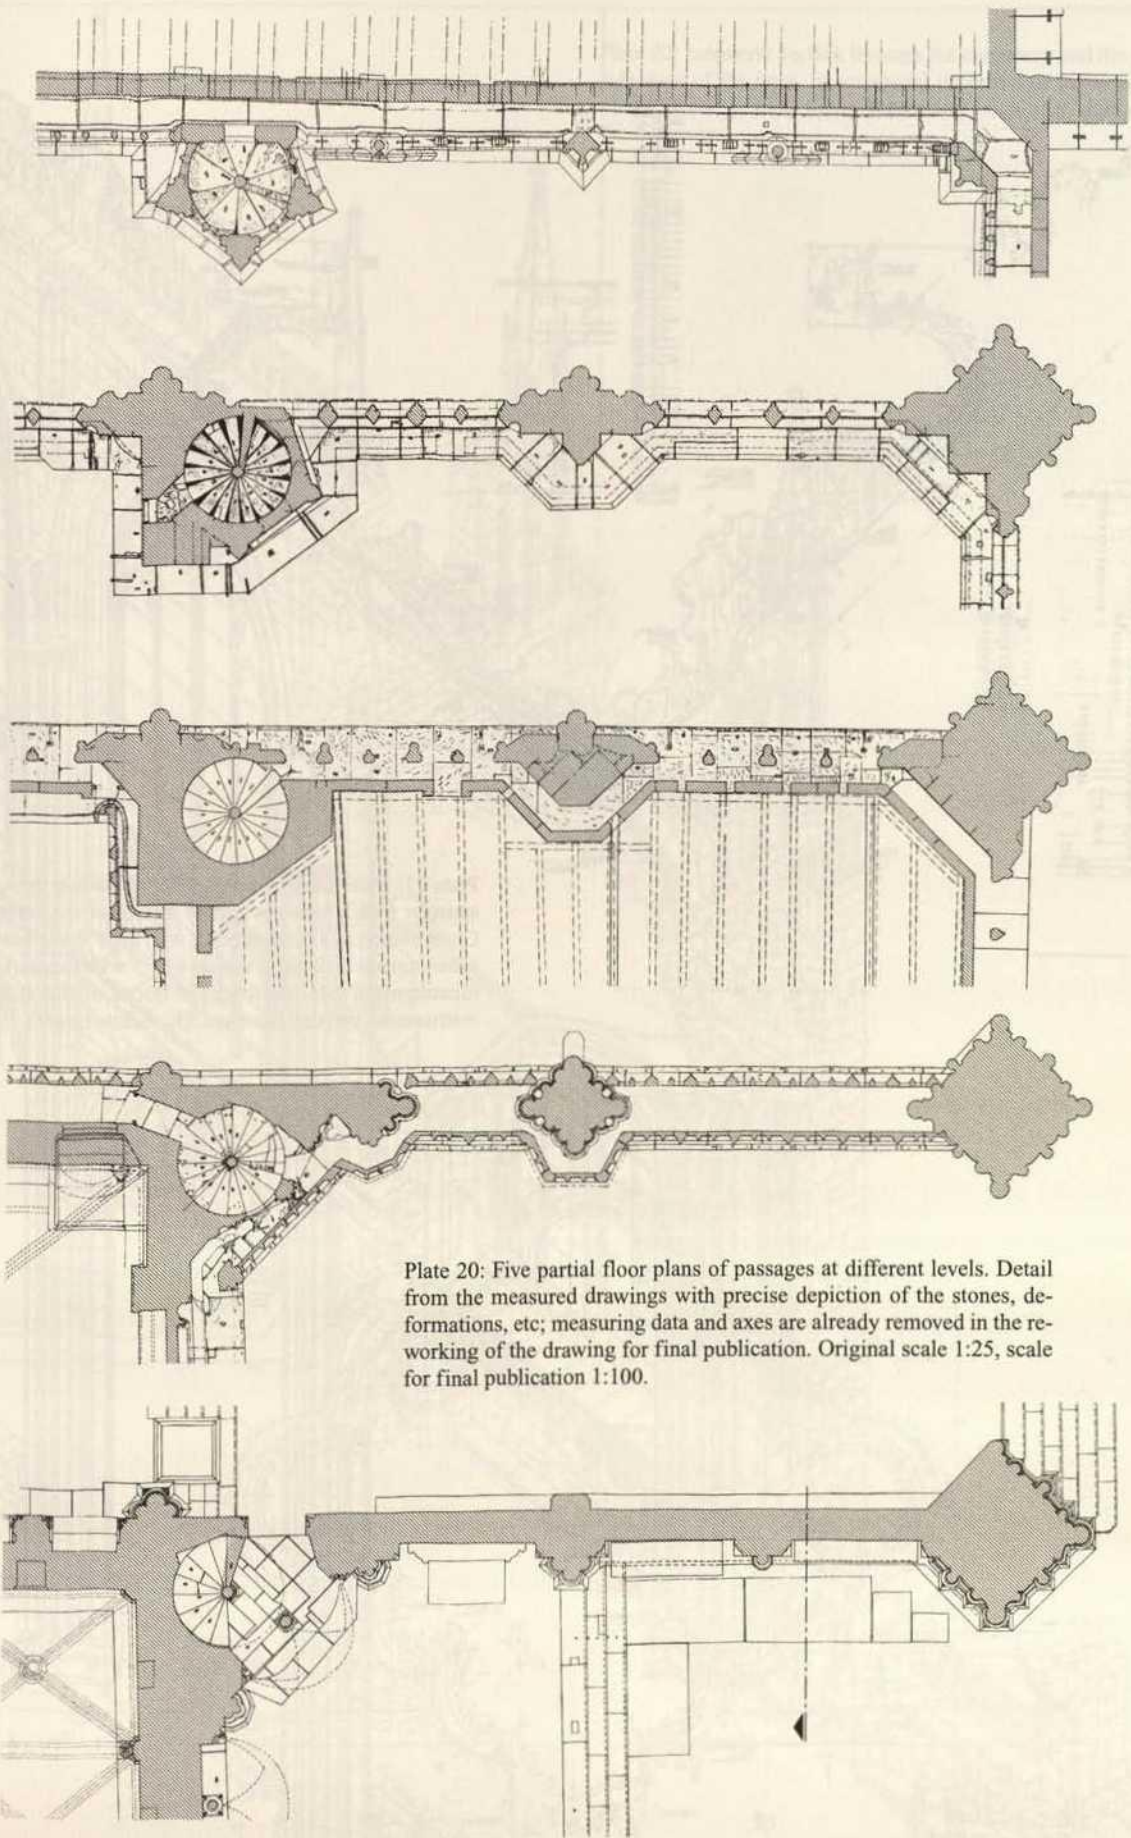 Plate 20: Five partial floor plans of passages at different levels. Detail
from the measured drawings with precise depiction of the stones, de-
formations, etc; measuring data and axes are already removed in the re-
working of the drawing for final publication. Original scale 1:25, scale
for final publication 1:100.